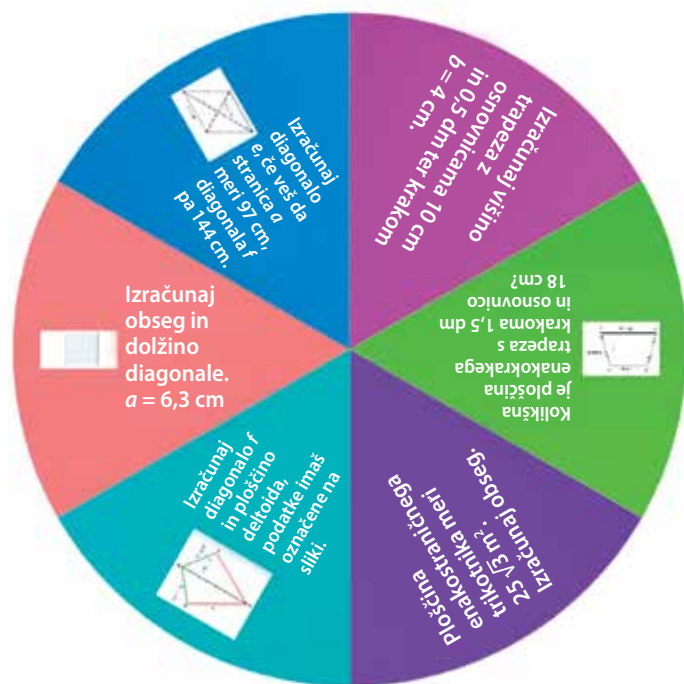 Izračunaj
diagonalo
e, če veš da
stranica a
meri 97 cm,
diagonala f
pa 144 cm.
Izračunaj višino
trapeza z
osnovnicama 10 cm
in 0,5 dm ter krakom
b = 4 cm.
Kolikšna
je ploščina
enakokrakega
trapeza s
krakoma 1,5 dm
in osnovnico
18 cm?
Ploščina
enakostraničnega
trikotnika meri
25 √3 m².
Izračunaj obseg.
Izračunaj
diagonalo f
in ploščino
deltoida,
podatke imaš
označene na
sliki.
Izračunaj
obseg in
dolžino
diagonale.
a = 6,3 cm